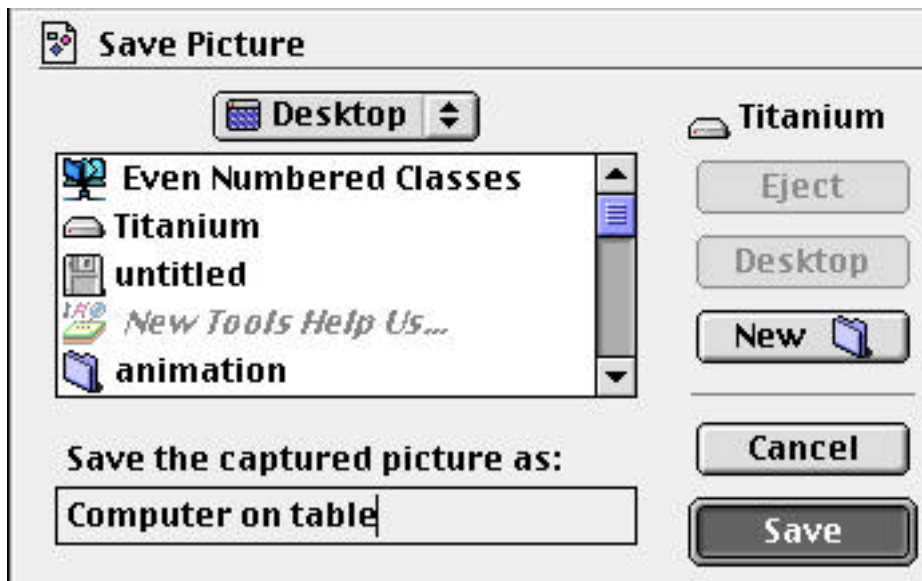 Save Picture
Desktop
Titanium
Even Numbered Classes
Titanium
untitled
New Tools Help Us...
animation
Eject
Desktop
New
Save the captured picture as:
Computer on table
Cancel
Save